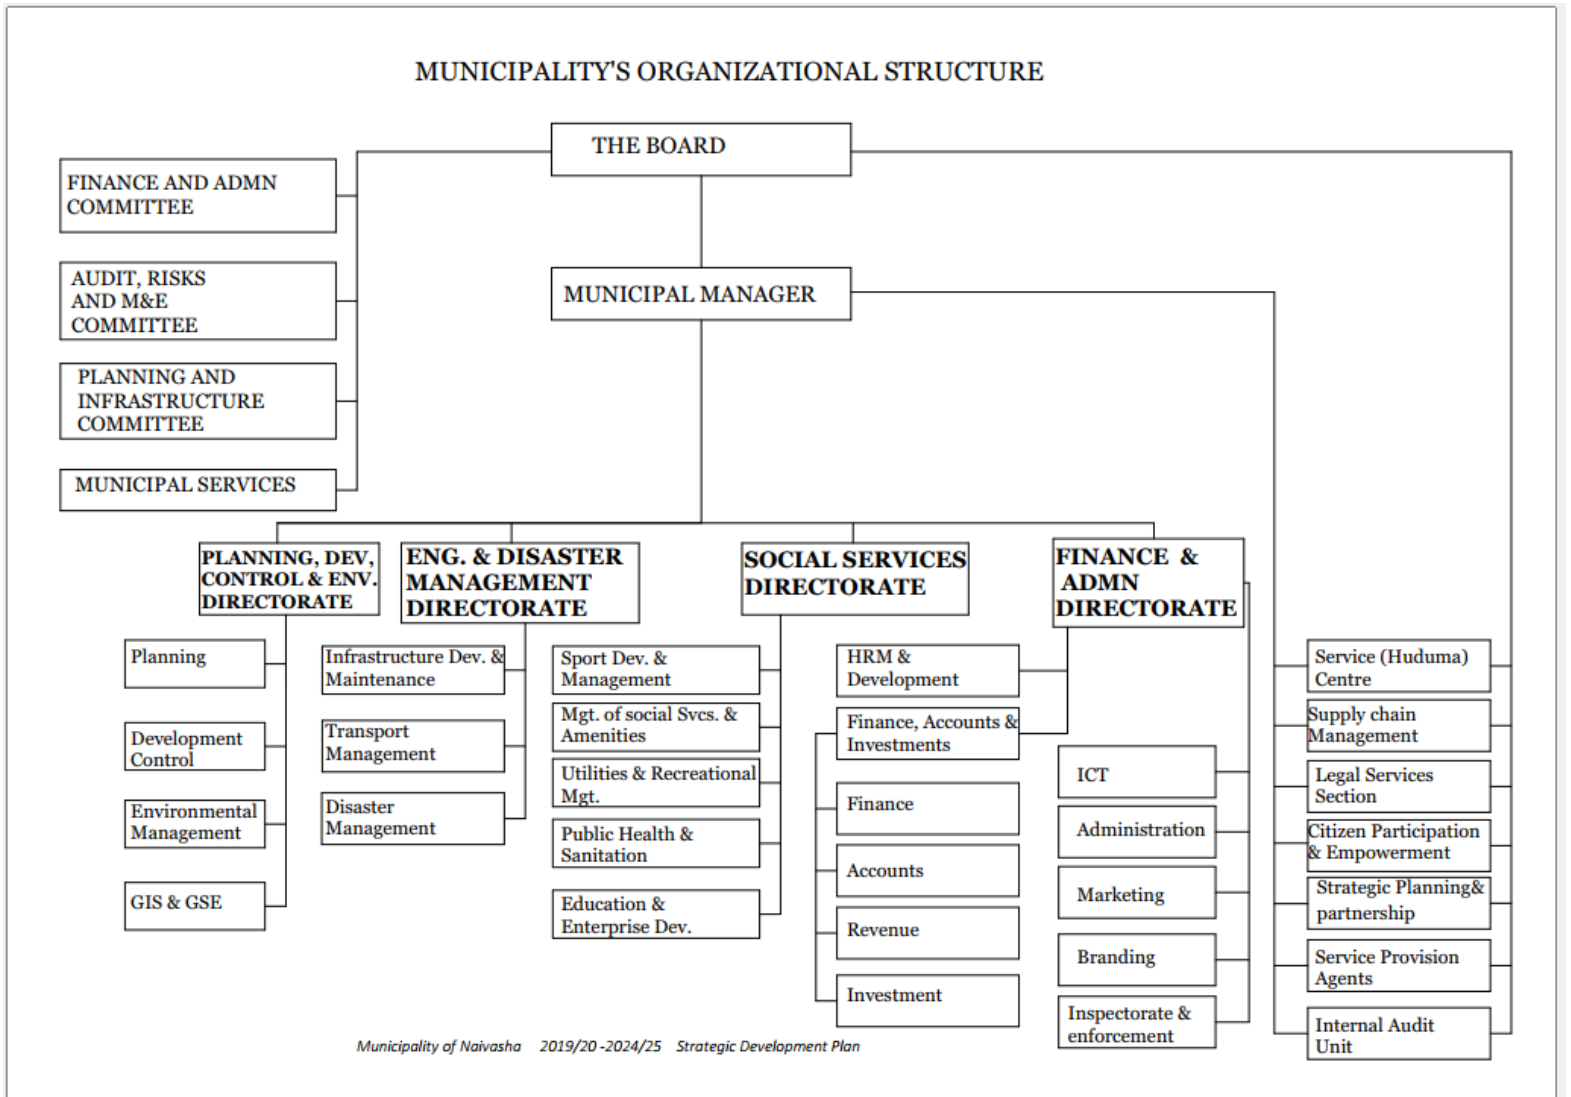 MUNICIPALITY'S ORGANIZATIONAL STRUCTURE
THE BOARD
FINANCE AND ADMN
COMMITTEE
AUDIT, RISKS
AND M&E
COMMITTEE
PLANNING AND
INFRASTRUCTURE
COMMITTEE
MUNICIPAL SERVICES
MUNICIPAL MANAGER
PLANNING, DEV,
CONTROL & ENV.
DIRECTORATE
Planning
Development
Control
Environmental
Management
GIS & GSE
ENG. & DISASTER
MANAGEMENT
DIRECTORATE
Infrastructure Dev. &
Maintenance
Transport
Management
Disaster
Management
SOCIAL SERVICES
DIRECTORATE
Sport Dev. &
Management
Mgt. of social Svcs. &
Amenities
Utilities & Recreational
Mgt.
Public Health &
Sanitation
Education &
Enterprise Dev.
FINANCE &
ADMN
DIRECTORATE
HRM &
Development
Finance, Accounts &
Investments
Finance
Accounts
Revenue
Investment
ICT
Administration
Marketing
Branding
Inspectorate &
enforcement
Service (Huduma)
Centre
Supply chain
Management
Legal Services
Section
Citizen Participation
& Empowerment
Strategic Planning&
partnership
Service Provision
Agents
Internal Audit
Unit
Municipality of Naivasha 2019/20 -2024/25 Strategic Development Plan